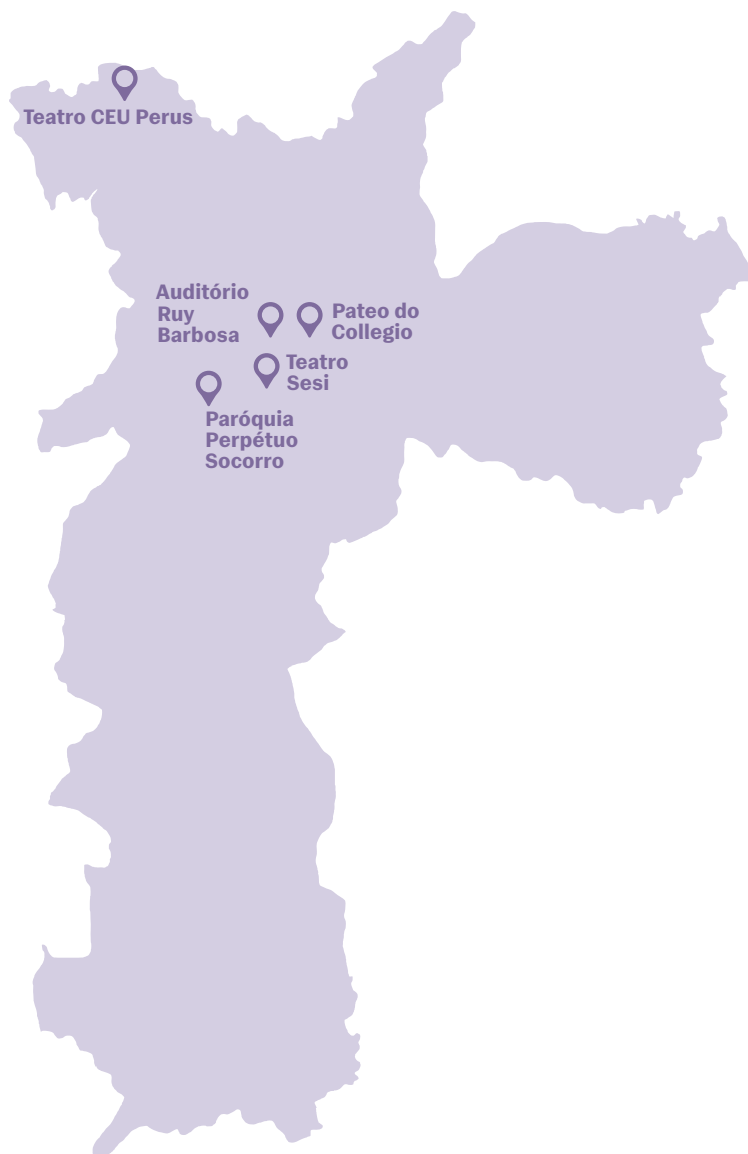 Teatro CEU Perus
Auditório
Ruy
Barbosa
Pateo do
Collegio
Teatro
Sesi
Paróquia
Perpétuo
Socorro